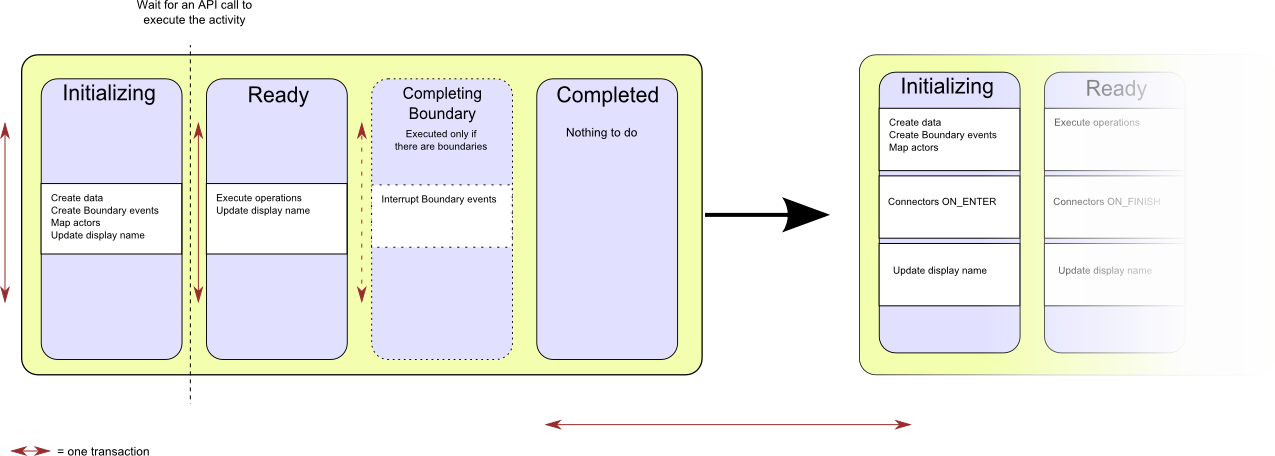 Wait for an API call to
execute the activity
Initializing
Create data
Create Boundary events
Map actors
Update display name
Ready
Execute operations
Update display name
Completing
Boundary
Executed only if
there are boundaries
Interrupt Boundary events
Completed
Nothing to do
Initializing
Create data
Create Boundary events
Map actors
Connectors ON_ENTER
Update display name
Ready
Execute operations
Connectors ON_FINISH
Update display name
= one transaction